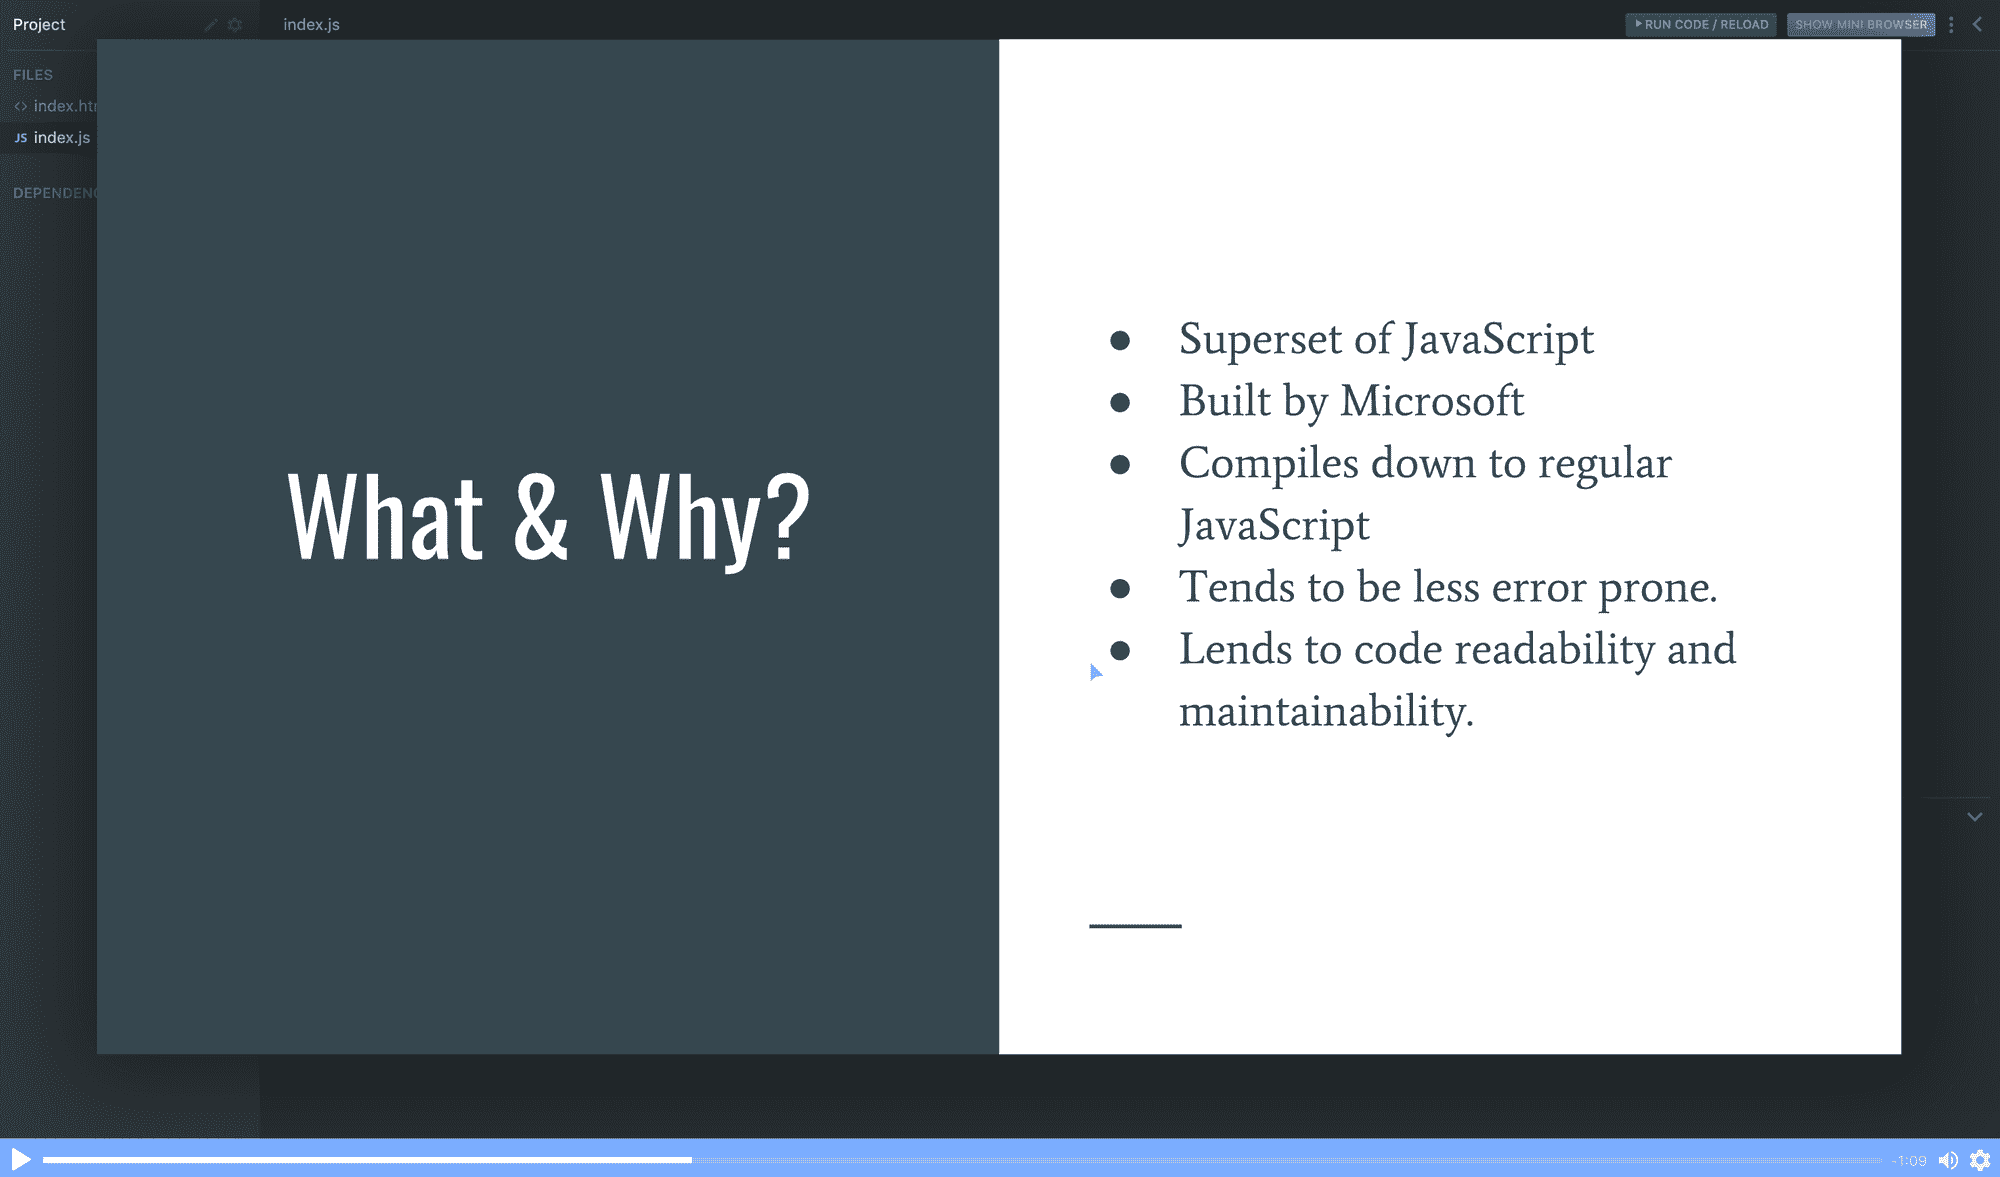 Project
index.js
RUN CODE / RELOAD
SHOW MINI BROWSER
FILES
<> index.htm
JS index.js
DEPENDENC
What & Why?
● Superset of JavaScript
● Built by Microsoft
● Compiles down to regular
JavaScript
● Tends to be less error prone.
● Lends to code readability and
maintainability.
-1:09